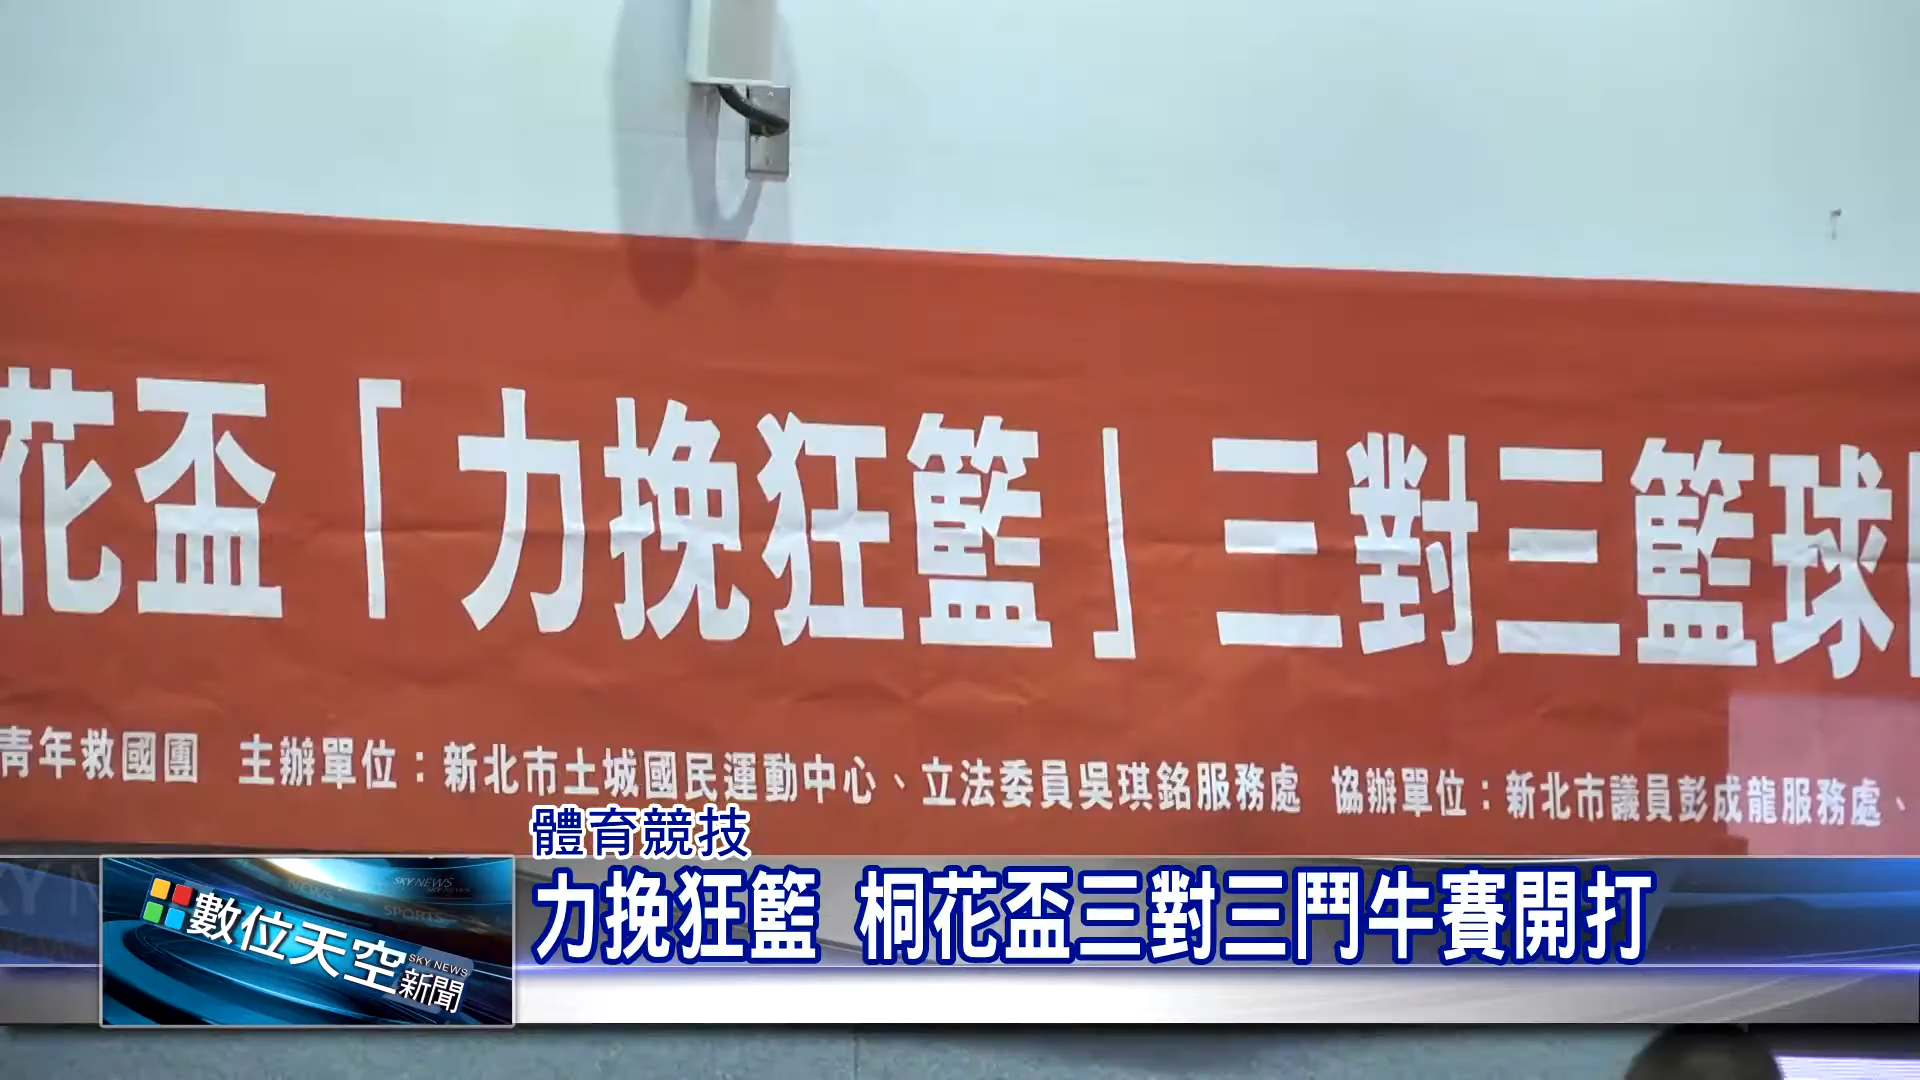 花盃「力挽狂籃」三對三籃球
青年救國團 主辦單位：新北市土城國民運動中心、立法委員吳琪銘服務處 協辦單位：新北市議員彭成龍服務處、
體育競技
力挽狂籃 桐花盃三對三鬥牛賽開打
數位天空
SKY NEWS
新聞
SKY NEWS
NEWS
SPORTS